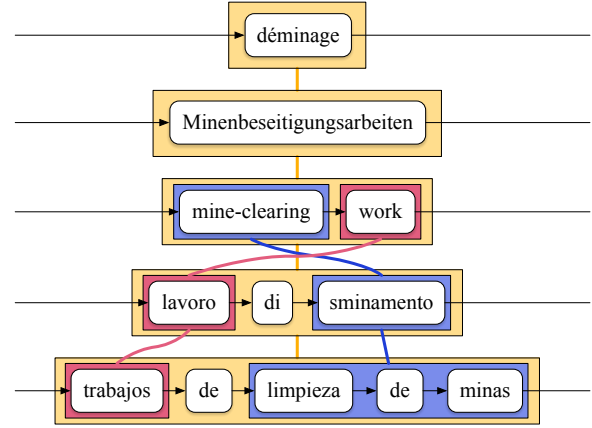 déminage
Minenbeseitigungsarbeiten
mine-clearing work
lavoro di sminamento
trabajos de limpieza de minas